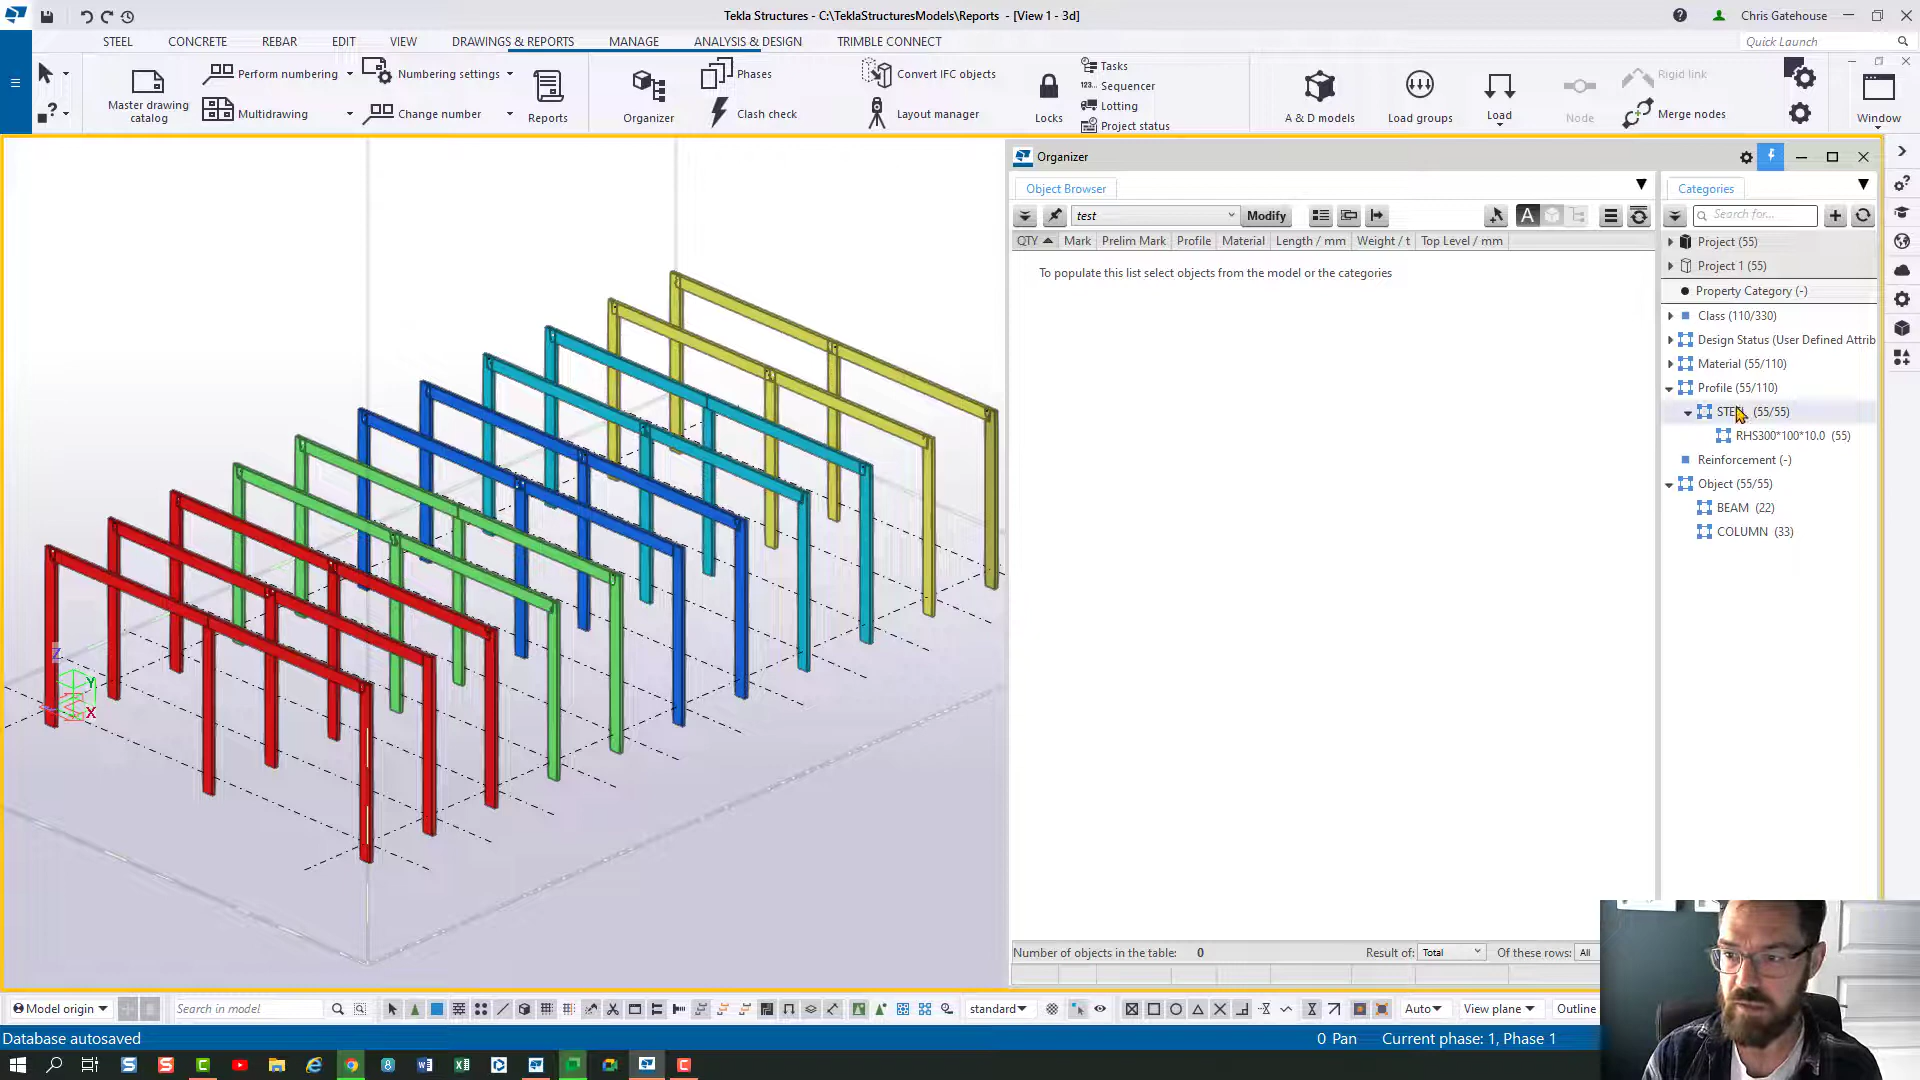 Tekla Structures - C:\TeklaStructuresModels\Reports - [View 1 - 3d]
Chris Gatehouse
STEEL CONCRETE REBAR EDIT VIEW DRAWINGS & REPORTS MANAGE ANALYSIS & DESIGN TRIMBLE CONNECT
Quick Launch
Master drawing catalog
Perform numbering
Multidrawing
Numbering settings
Change number
Reports
Organizer
Phases
Clash check
Convert IFC objects
Layout manager
Locks
Tasks
Sequencer
Lotting
Project status
A & D models
Load groups
Load
Node
Rigid link
Merge nodes
Window
Organizer
Object Browser
test
Modify
A
QTY Mark Prelim Mark Profile Material Length / mm Weight / t Top Level / mm
To populate this list select objects from the model or the categories
Categories
Search for...
Project (55)
Project 1 (55)
Property Category (-)
Class (110/330)
Design Status (User Defined Attrib
Material (55/110)
Profile (55/110)
(55/55)
RHS300*100*10.0 (55)
Reinforcement (-)
Object (55/55)
BEAM (22)
COLUMN (33)
Z
Y
X
Number of objects in the table: 0
Result of: Total
Of these rows: All
Model origin
Search in model
standard
Auto
View plane
Outline
Database autosaved
0 Pan
Current phase: 1, Phase 1